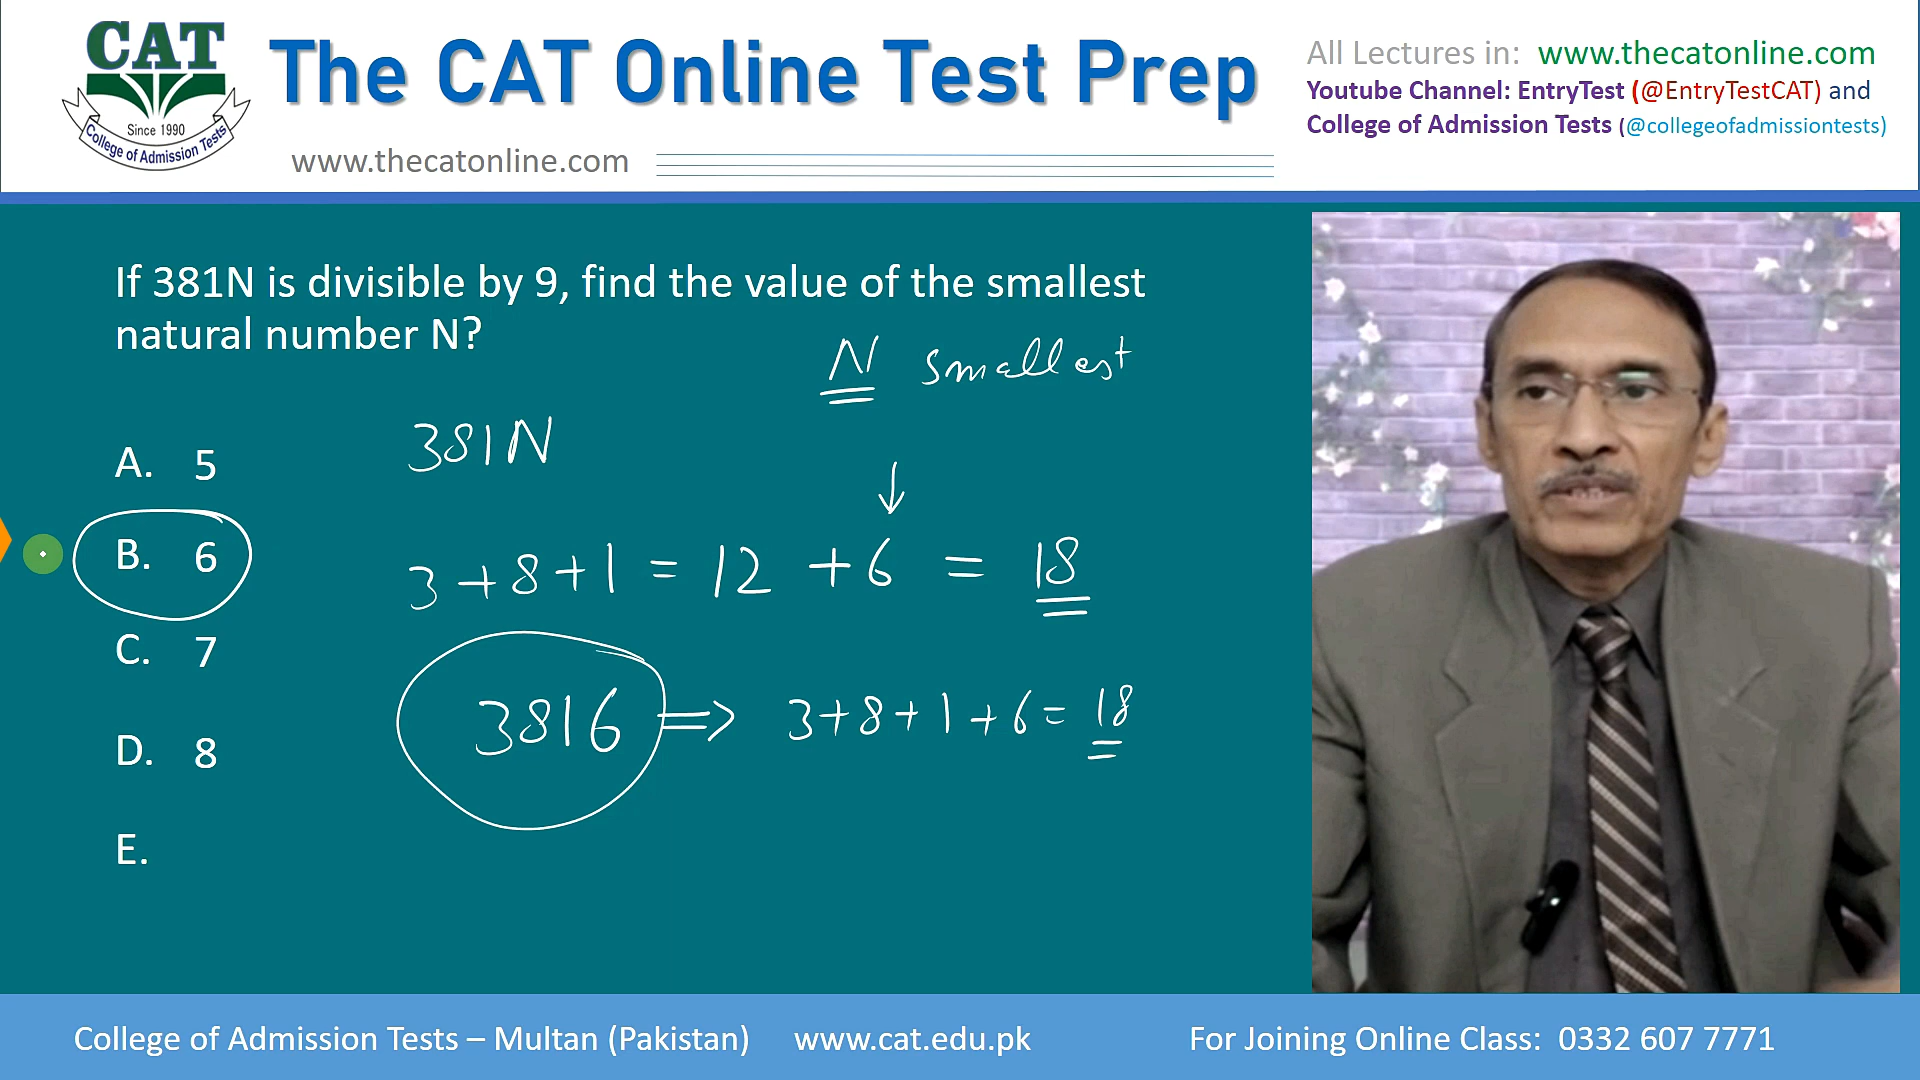 CAT
Since 1990
College of Admission Tests
The CAT Online Test Prep
www.thecatonline.com
All Lectures in: www.thecatonline.com
Youtube Channel: EntryTest (@EntryTestCAT) and
College of Admission Tests (@collegeofadmissiontests)
If 381N is divisible by 9, find the value of the smallest
natural number N?
N smallest
381N
A. 5
B. 6
3+8+1 = 12 +6 = 18
C. 7
3816 => 3+8+1+6= 18
D. 8
E.
College of Admission Tests – Multan (Pakistan) www.cat.edu.pk For Joining Online Class: 0332 607 7771